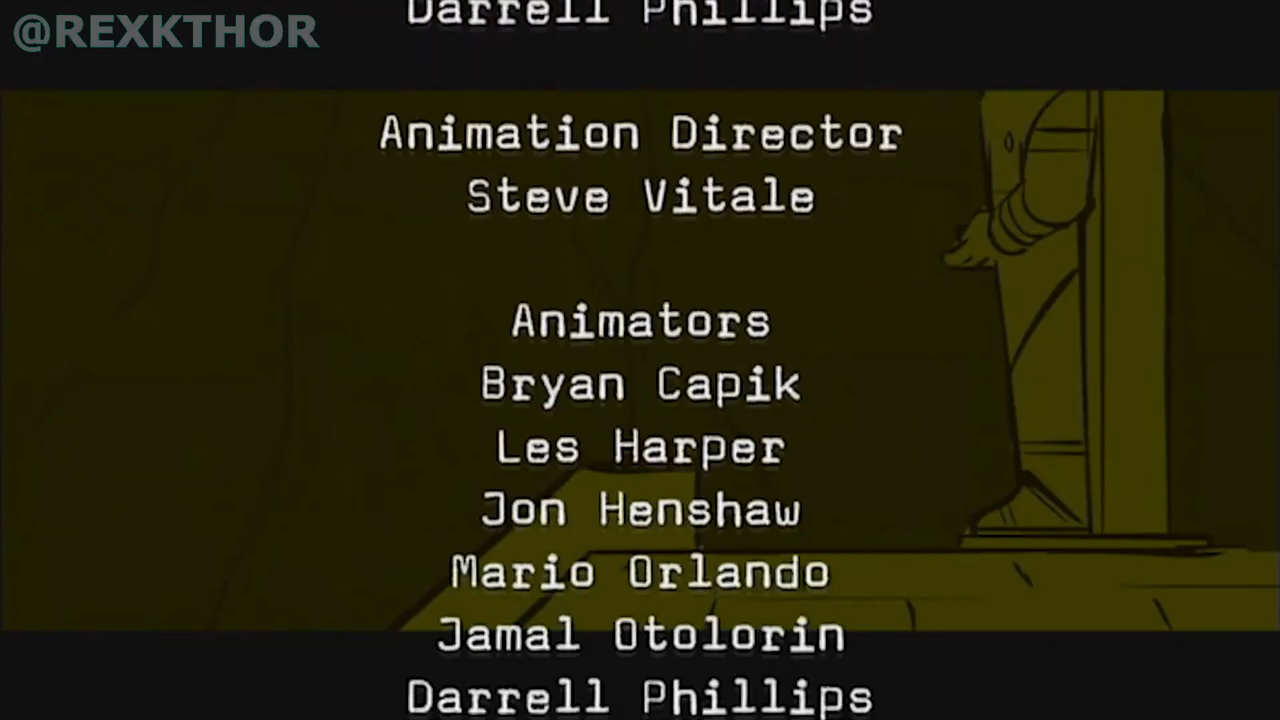 Darrell Phillips
@REXKTHOR
Animation Director
Steve Vitale
Animators
Bryan Capik
Les Harper
Jon Henshaw
Mario Orlando
Jamal Otolorin
Darrell Phillips